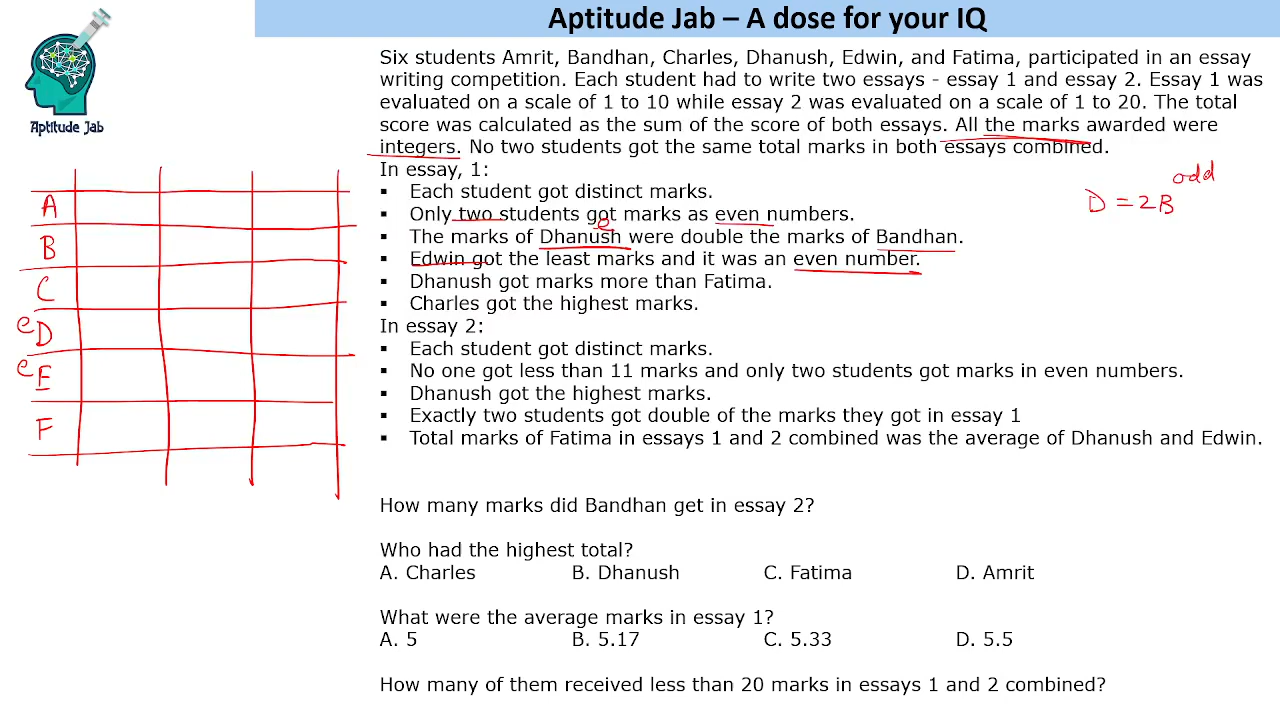 Aptitude Jab – A dose for your IQ
Aptitude Jab
Six students Amrit, Bandhan, Charles, Dhanush, Edwin, and Fatima, participated in an essay
writing competition. Each student had to write two essays - essay 1 and essay 2. Essay 1 was
evaluated on a scale of 1 to 10 while essay 2 was evaluated on a scale of 1 to 20. The total
score was calculated as the sum of the score of both essays. All the marks awarded were
integers. No two students got the same total marks in both essays combined.
In essay, 1:
▪ Each student got distinct marks.
▪ Only two students got marks as even numbers.
e
▪ The marks of Dhanush were double the marks of Bandhan.
▪ Edwin got the least marks and it was an even number.
▪ Dhanush got marks more than Fatima.
▪ Charles got the highest marks.
In essay 2:
▪ Each student got distinct marks.
▪ No one got less than 11 marks and only two students got marks in even numbers.
▪ Dhanush got the highest marks.
▪ Exactly two students got double of the marks they got in essay 1
▪ Total marks of Fatima in essays 1 and 2 combined was the average of Dhanush and Edwin.
odd
D = 2B
A
B
C
e D
e E
F
How many marks did Bandhan get in essay 2?
Who had the highest total?
A. Charles B. Dhanush C. Fatima D. Amrit
What were the average marks in essay 1?
A. 5 B. 5.17 C. 5.33 D. 5.5
How many of them received less than 20 marks in essays 1 and 2 combined?